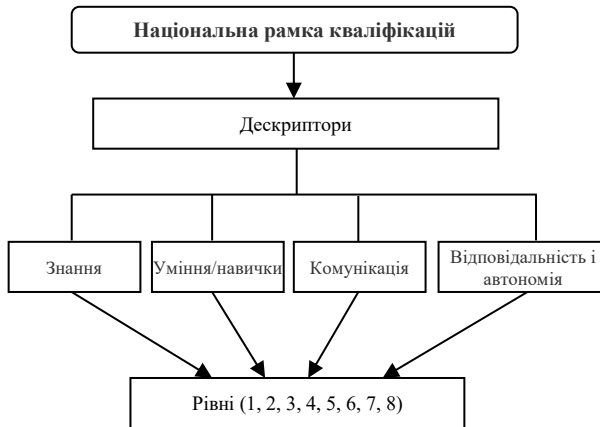 Національна рамка кваліфікацій
Дескриптори
Знання
Уміння/навички
Комунікація
Відповідальність і
автономія
Рівні (1, 2, 3, 4, 5, 6, 7, 8)